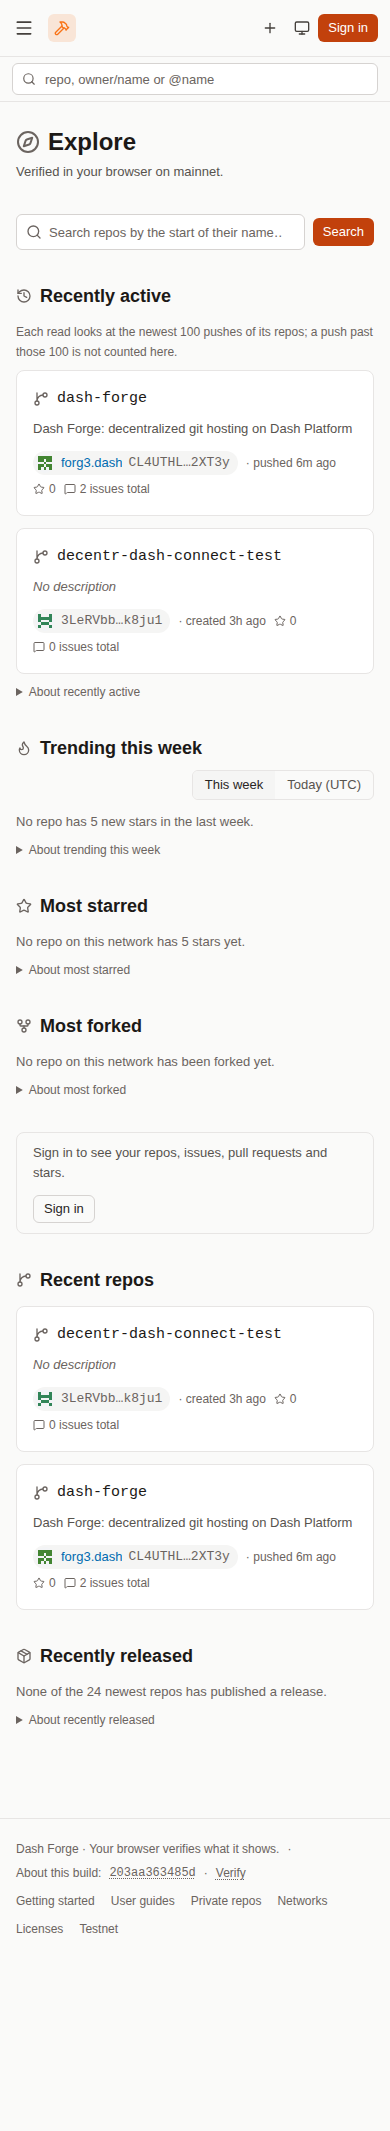 Sign in
repo, owner/name or @name
Explore
Verified in your browser on mainnet.
Search repos by the start of their name..
Search
Recently active
Each read looks at the newest 100 pushes of its repos; a push past
those 100 is not counted here.
dash-forge
Dash Forge: decentralized git hosting on Dash Platform
forg3.dash CL4UTHL…2XT3y · pushed 6m ago
0 2 issues total
decentr-dash-connect-test
No description
3LeRVbb…k8ju1 · created 3h ago 0
0 issues total
About recently active
Trending this week
This week Today (UTC)
No repo has 5 new stars in the last week.
About trending this week
Most starred
No repo on this network has 5 stars yet.
About most starred
Most forked
No repo on this network has been forked yet.
About most forked
Sign in to see your repos, issues, pull requests and
stars.
Sign in
Recent repos
decentr-dash-connect-test
No description
3LeRVbb…k8ju1 · created 3h ago 0
0 issues total
dash-forge
Dash Forge: decentralized git hosting on Dash Platform
forg3.dash CL4UTHL…2XT3y · pushed 6m ago
0 2 issues total
Recently released
None of the 24 newest repos has published a release.
About recently released
Dash Forge · Your browser verifies what it shows. ·
About this build: 203aa363485d · Verify
Getting started User guides Private repos Networks
Licenses Testnet